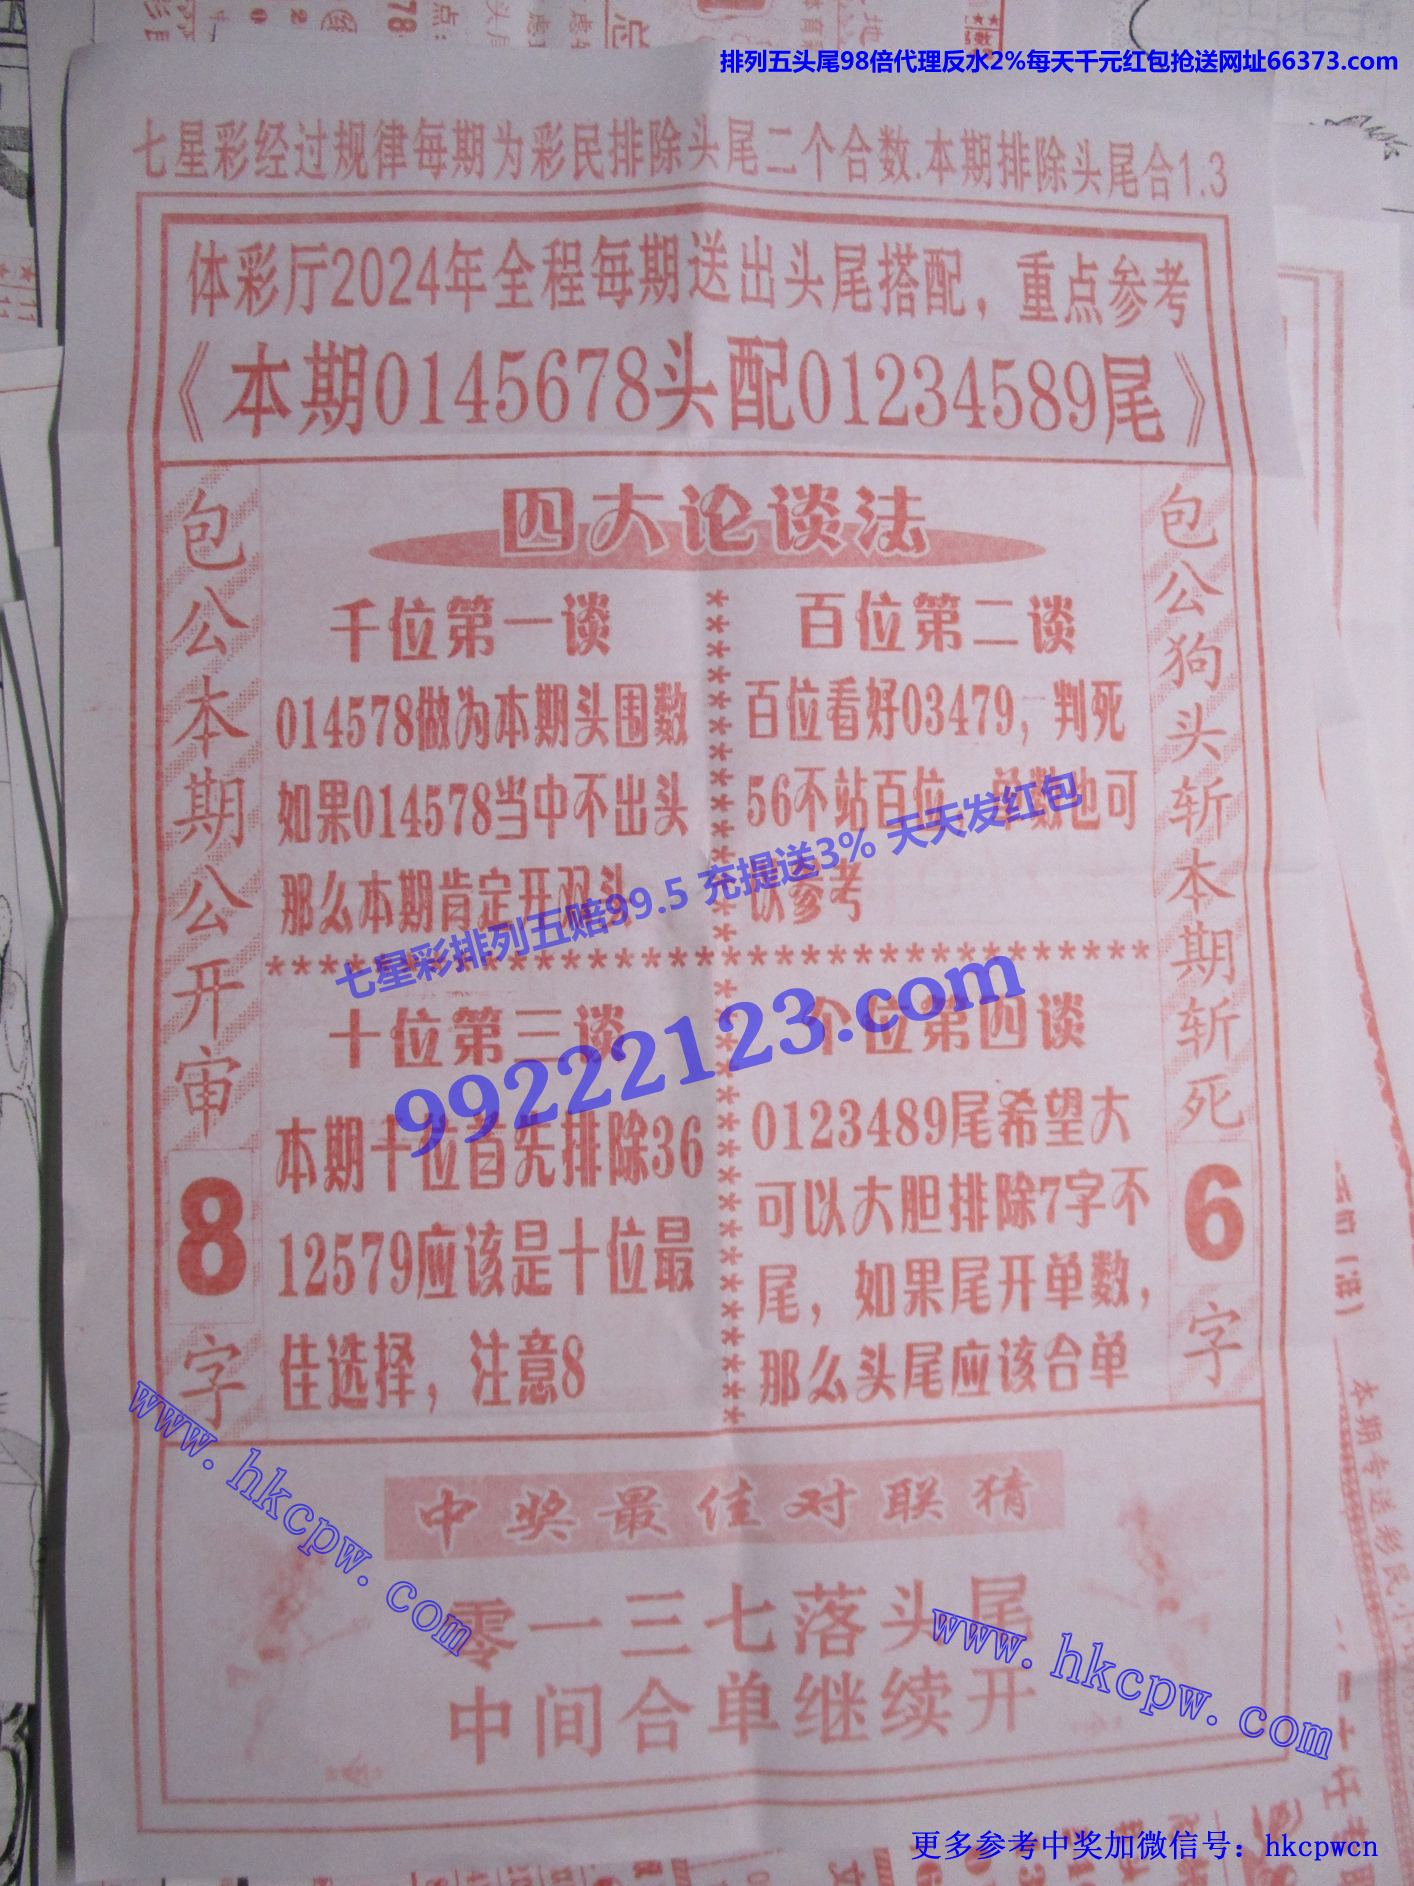 排列五头尾98倍代理反水2%每天千元红包抢送网址66373.com
七星彩经过规律每期为彩民排除头尾二个合数.本期排除头尾合1.3
体彩厅2024年全程每期送出头尾搭配，重点参考
《本期0145678头配01234589尾》
包公本期公开审
8
字
四大论谈法
千位第一谈
014578做为本期头围数
如果014578当中不出头
那么本期肯定开双头
百位第二谈
百位看好03479，判死
56不站百位，单数也可
以参考
七星彩排列五赔99.5 充提送3% 天天发红包
99222123.com
十位第三谈
本期十位首先排除36
12579应该是十位最
佳选择，注意8
个位第四谈
0123489尾希望大
可以大胆排除7字不
尾，如果尾开单数，
那么头尾应该合单
包公狗头斩本期斩死
6
字
中奖最佳对联猜
零一三七落头尾
中间合单继续开
www.hkcpw.com
www.hkcpw.com
本期专送彩民小
更多参考中奖加微信号：hkcpwcn